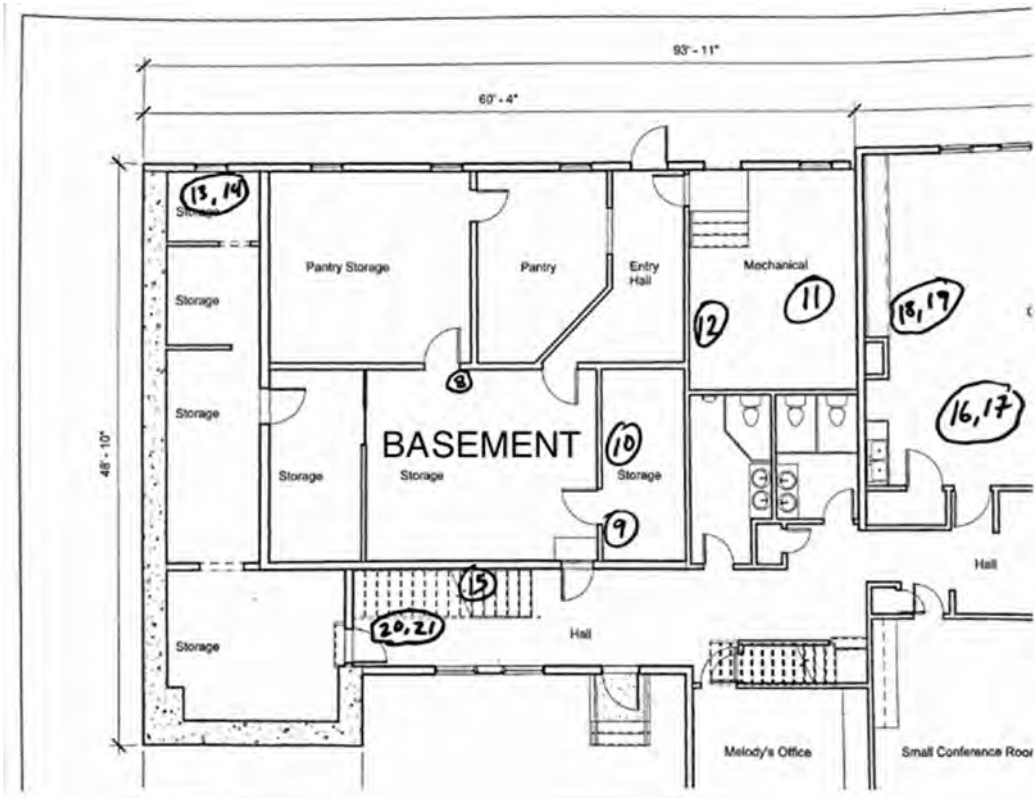 93' - 11"
60' - 4"
13, 14
Storage
Pantry Storage
Pantry
Entry
Hall
Mechanical
11
12
18, 19
Storage
16, 17
8
Storage
48' - 10"
BASEMENT
10
Storage
Storage
Storage
9
15
Hall
20, 21
Hall
Storage
Melody's Office
Small Conference Roo